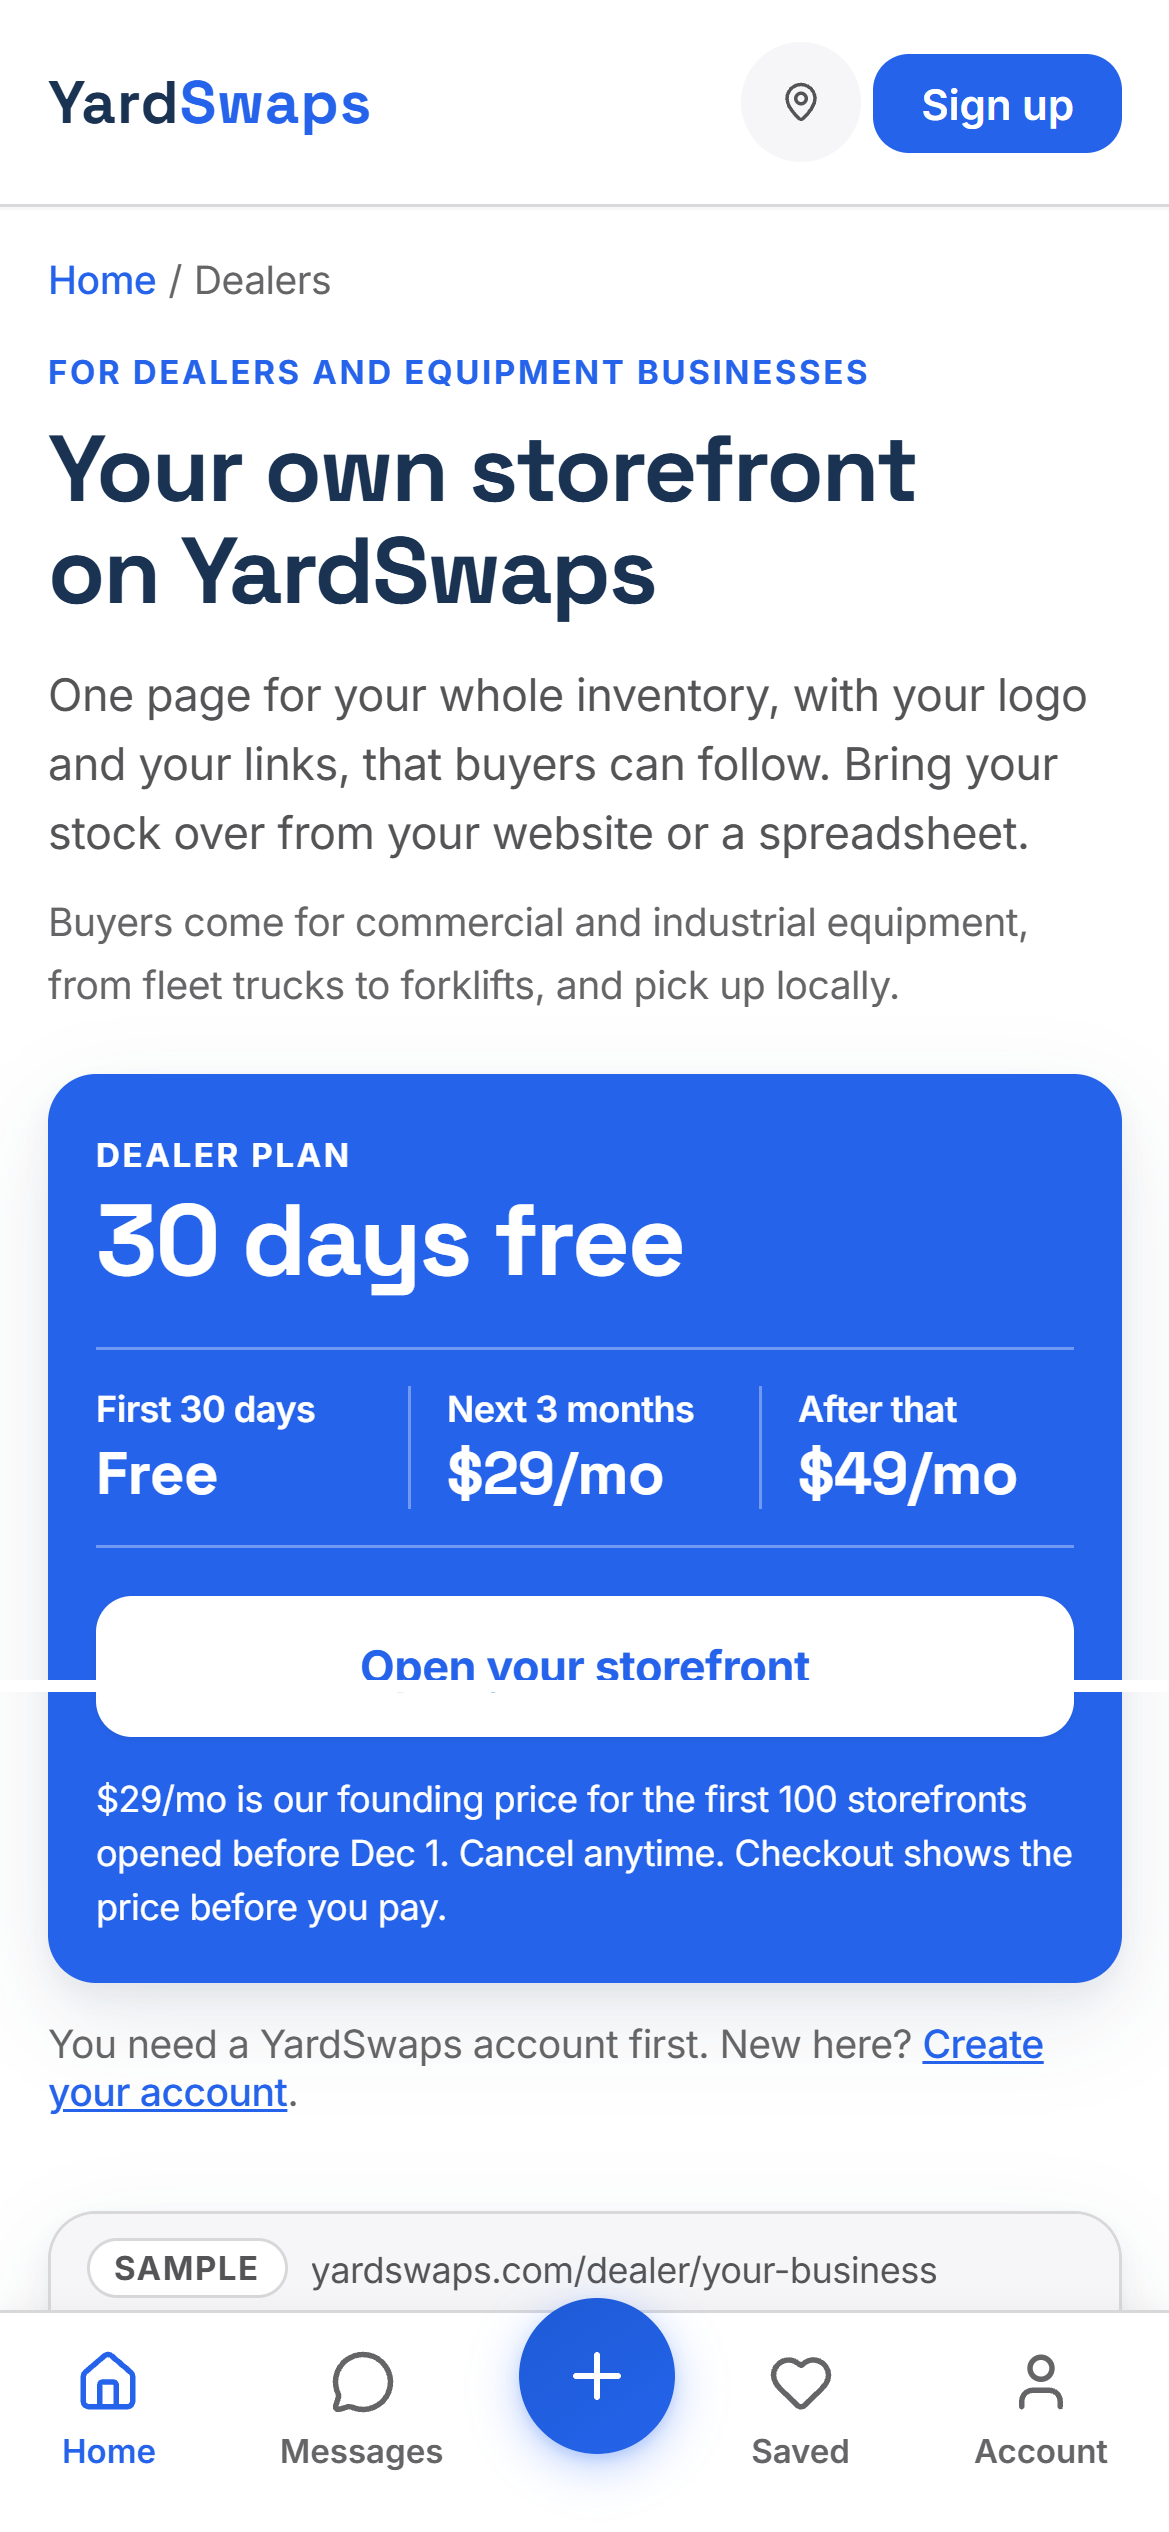 YardSwaps
Sign up
Home / Dealers
FOR DEALERS AND EQUIPMENT BUSINESSES
Your own storefront
on YardSwaps
One page for your whole inventory, with your logo
and your links, that buyers can follow. Bring your
stock over from your website or a spreadsheet.
Buyers come for commercial and industrial equipment,
from fleet trucks to forklifts, and pick up locally.
DEALER PLAN
30 days free
First 30 days
Free
Next 3 months
$29/mo
After that
$49/mo
Open your storefront
$29/mo is our founding price for the first 100 storefronts
opened before Dec 1. Cancel anytime. Checkout shows the
price before you pay.
You need a YardSwaps account first. New here? Create
your account.
SAMPLE yardswaps.com/dealer/your-business
Home
Messages
Saved
Account